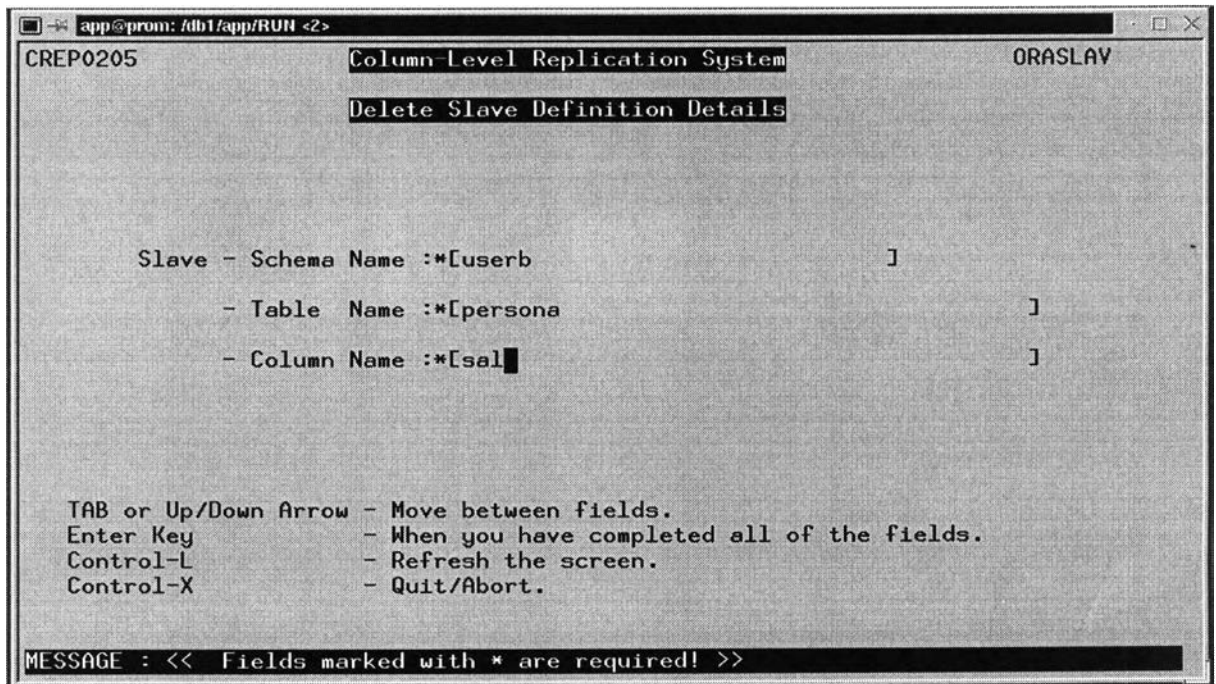 app@prom: /db1/app/RUN <2>
CREP0205 Column-Level Replication System ORASLAV
Delete Slave Definition Details
Slave - Schema Name :*[userb ]
- Table Name :*[persona ]
- Column Name :*[sal ]
TAB or Up/Down Arrow - Move between fields.
Enter Key - When you have completed all of the fields.
Control-L - Refresh the screen.
Control-X - Quit/Abort.
MESSAGE : << Fields marked with * are required! >>